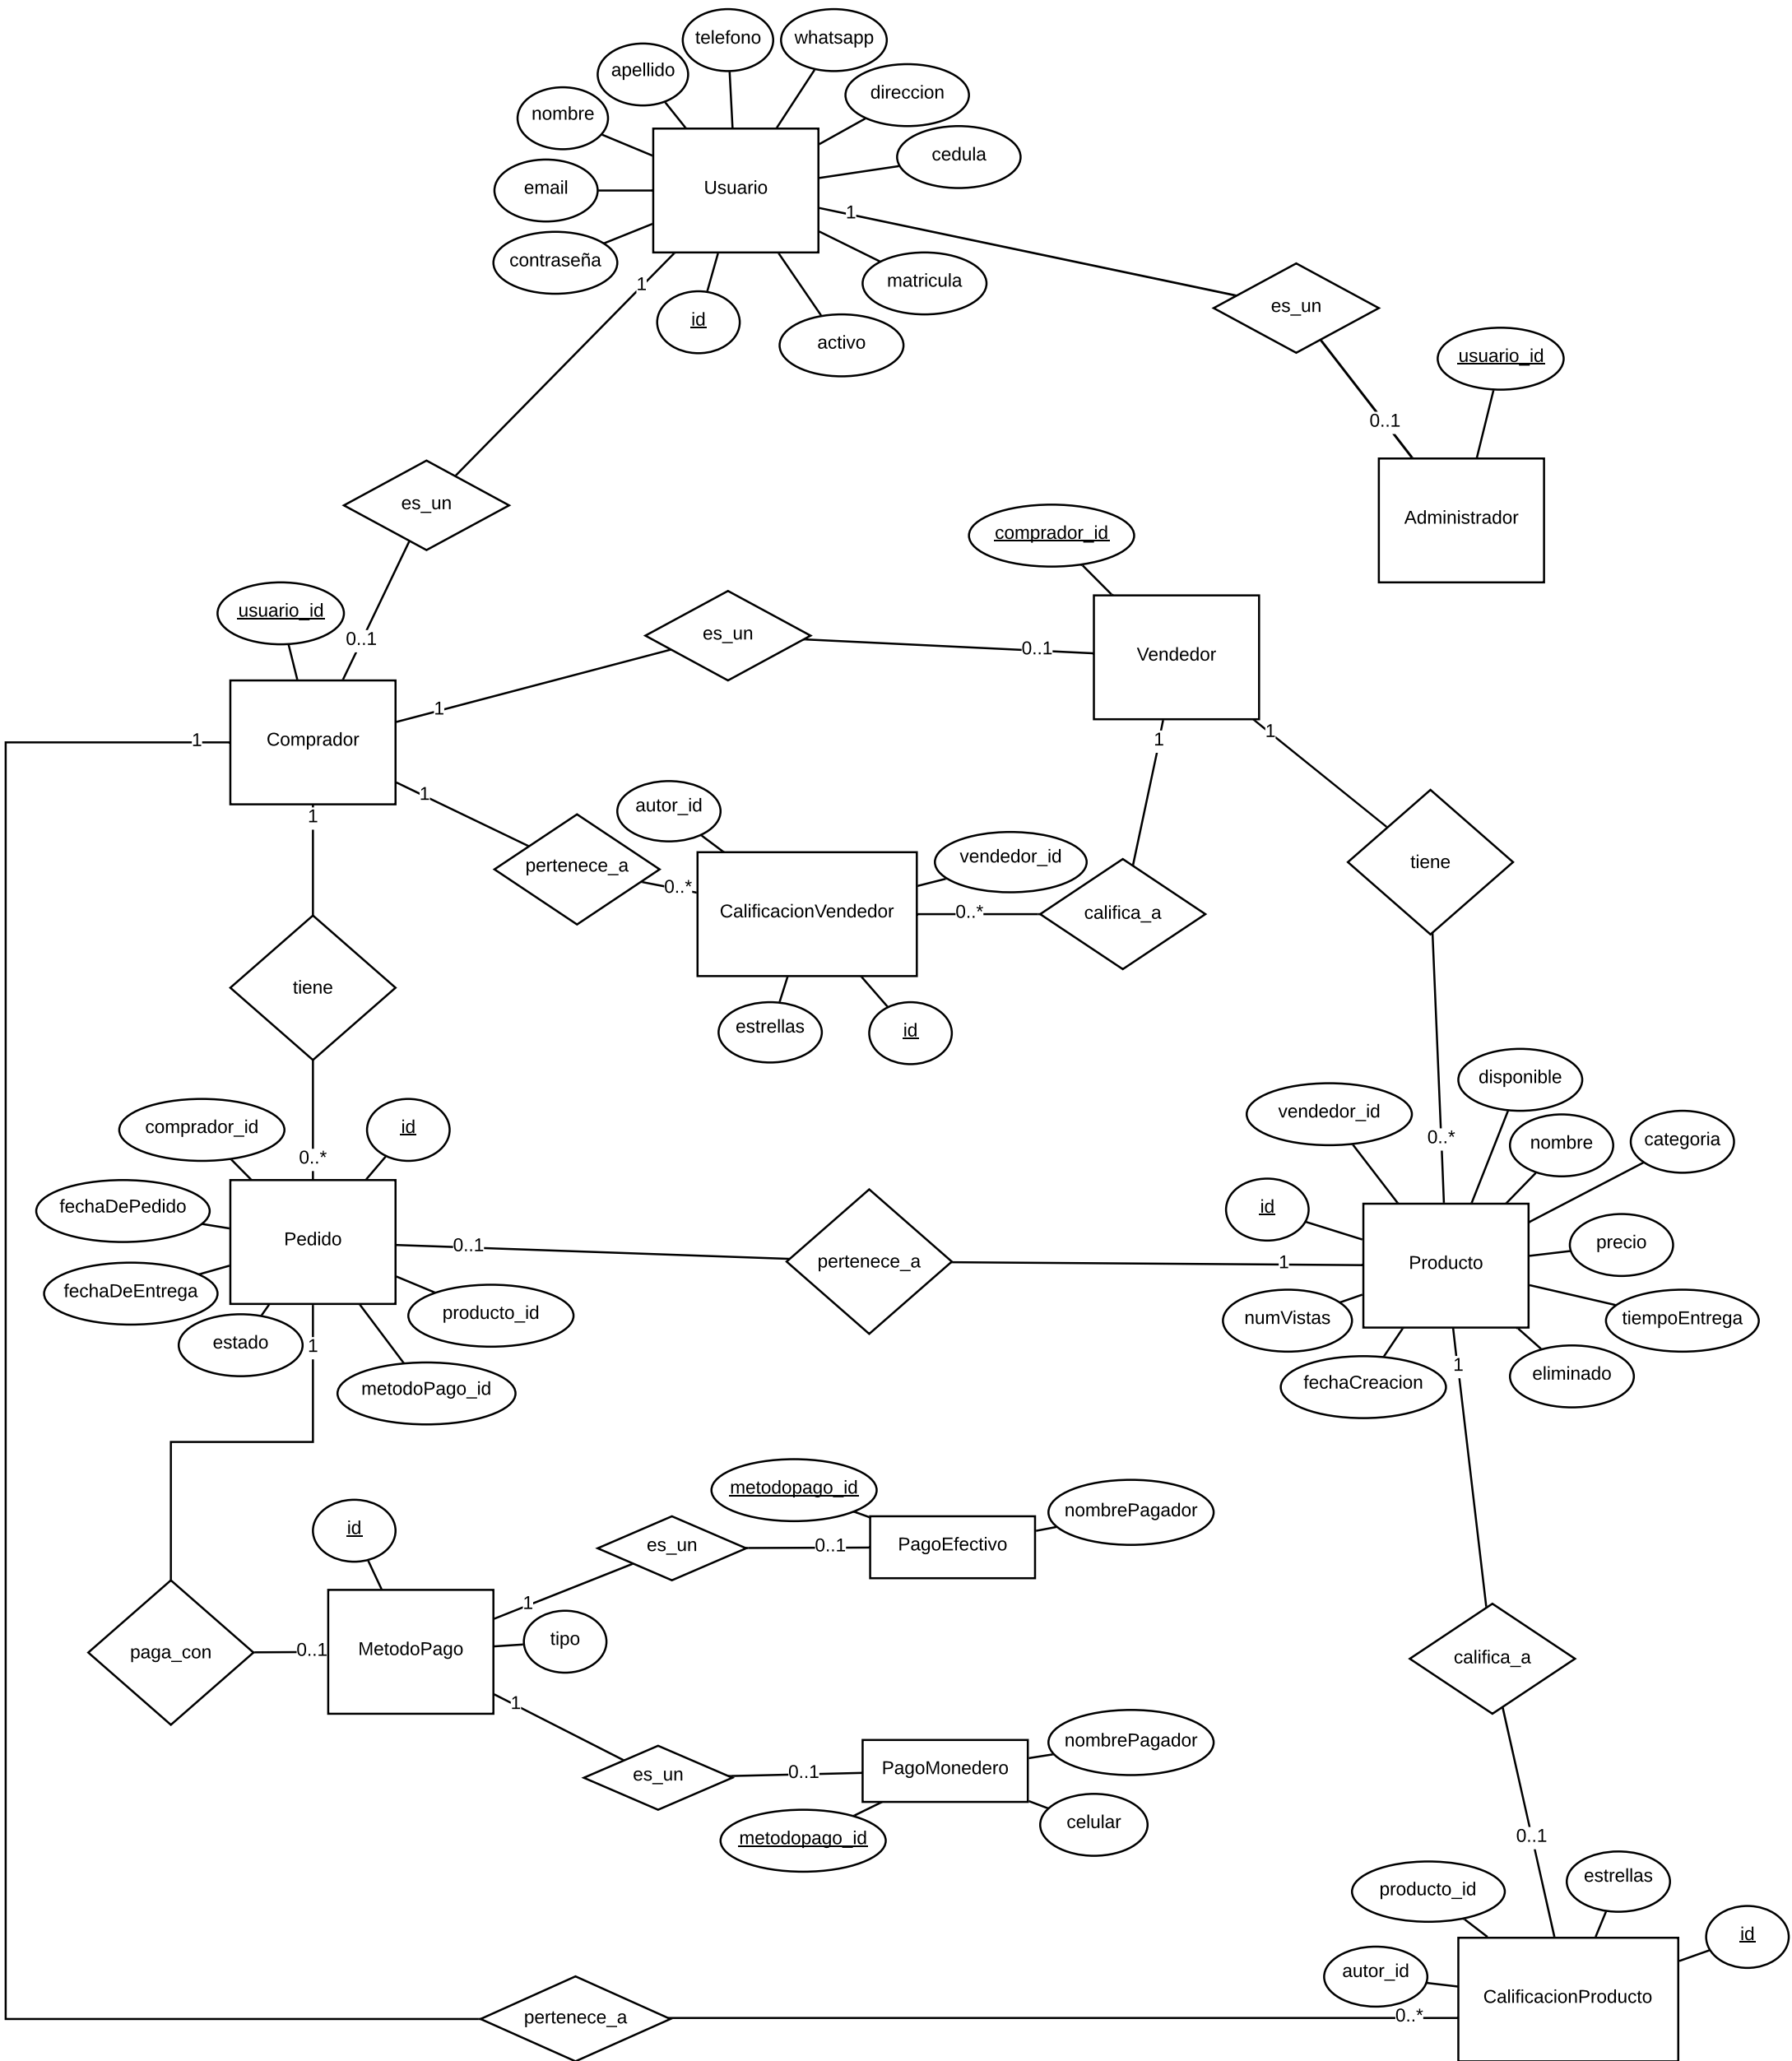 telefono
whatsapp
apellido
direccion
nombre
cedula
email
Usuario
1
contraseña
matricula
1
id
activo
es_un
usuario_id
0..1
es_un
Administrador
comprador_id
usuario_id
0..1
es_un
0..1
Vendedor
1
1
Comprador
1
1
1
1
autor_id
pertenece_a
0..*
vendedor_id
tiene
CalificacionVendedor
0..*
califica_a
tiene
estrellas
id
disponible
vendedor_id
comprador_id
id
0..*
nombre
categoria
0..*
fechaDePedido
id
Pedido
0..1
pertenece_a
1
Producto
precio
fechaDeEntrega
producto_id
numVistas
tiempoEntrega
estado
1
metodoPago_id
fechaCreacion
1
eliminado
id
metodopago_id
nombrePagador
es_un
0..1
PagoEfectivo
1
paga_con
0..1
MetodoPago
tipo
califica_a
1
nombrePagador
es_un
0..1
PagoMonedero
metodopago_id
celular
0..1
producto_id
estrellas
id
autor_id
CalificacionProducto
pertenece_a
0..*